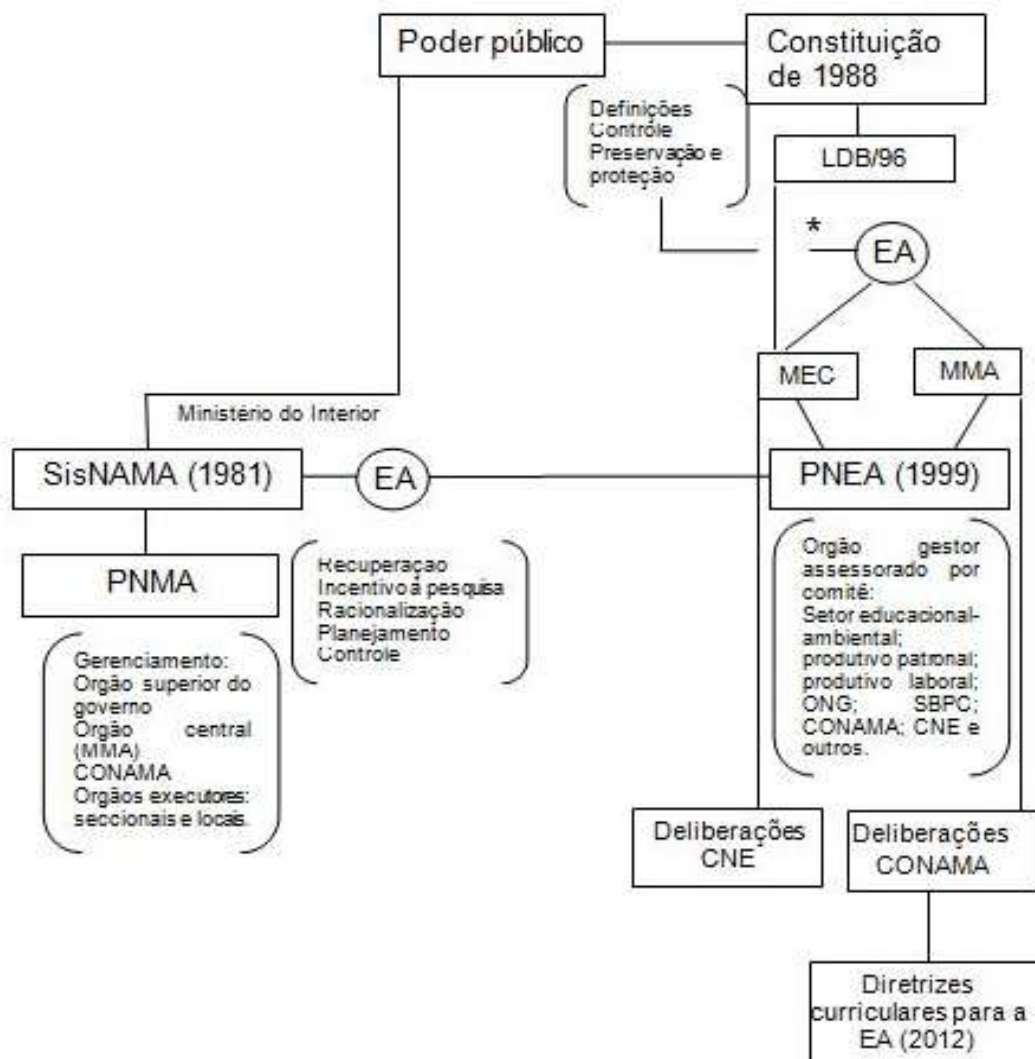 Poder público
Constituição
de 1988
Definições
Contrôle
Preservação e
proteção
LDB/96
*
EA
MEC
MMA
Ministério do Interior
SisNAMA (1981)
EA
PNEA (1999)
PNMA
Recuperação
Incentivo à pesquisa
Racionalização
Planejamento
Controle
Orgão gestor
assessorado por
comitê:
Setor educacional-
ambiental;
produtivo patronal;
produtivo laboral;
ONG; SBPC;
CONAMA; CNE e
outros.
Gerenciamento:
Orgão superior do
governo
Orgão central
(MMA)
CONAMA
Orgãos executores:
seccionais e locais.
Deliberações
CNE
Deliberações
CONAMA
Diretrizes
curriculares para a
EA (2012)